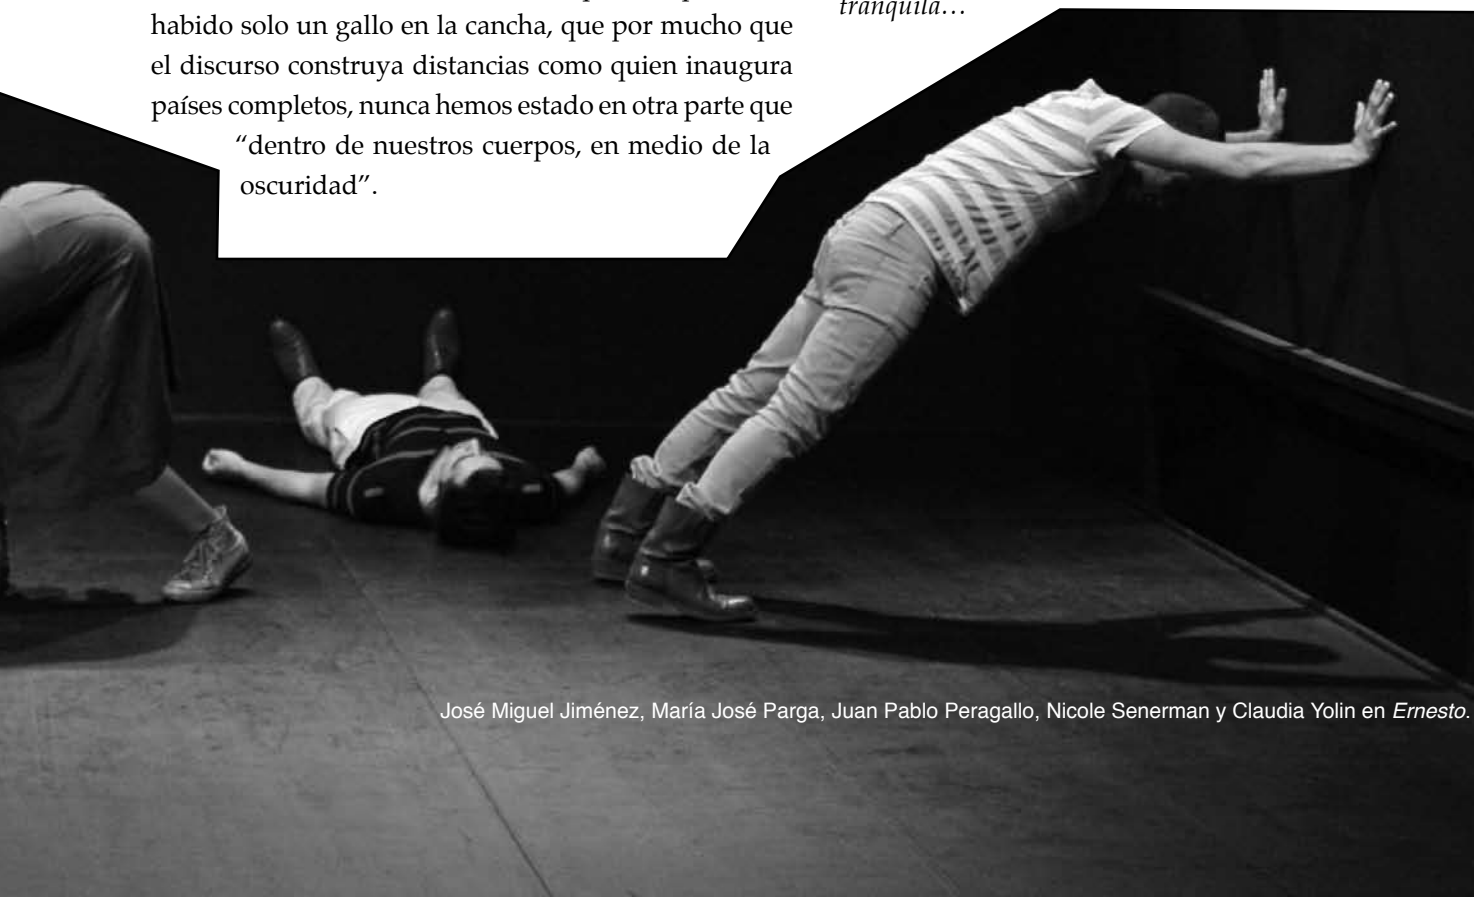 habido solo un gallo en la cancha, que por mucho que
el discurso construya distancias como quien inaugura
países completos, nunca hemos estado en otra parte que
“dentro de nuestros cuerpos, en medio de la
oscuridad”.
tranquila…
José Miguel Jiménez, María José Parga, Juan Pablo Peragallo, Nicole Senerman y Claudia Yolin en Ernesto.